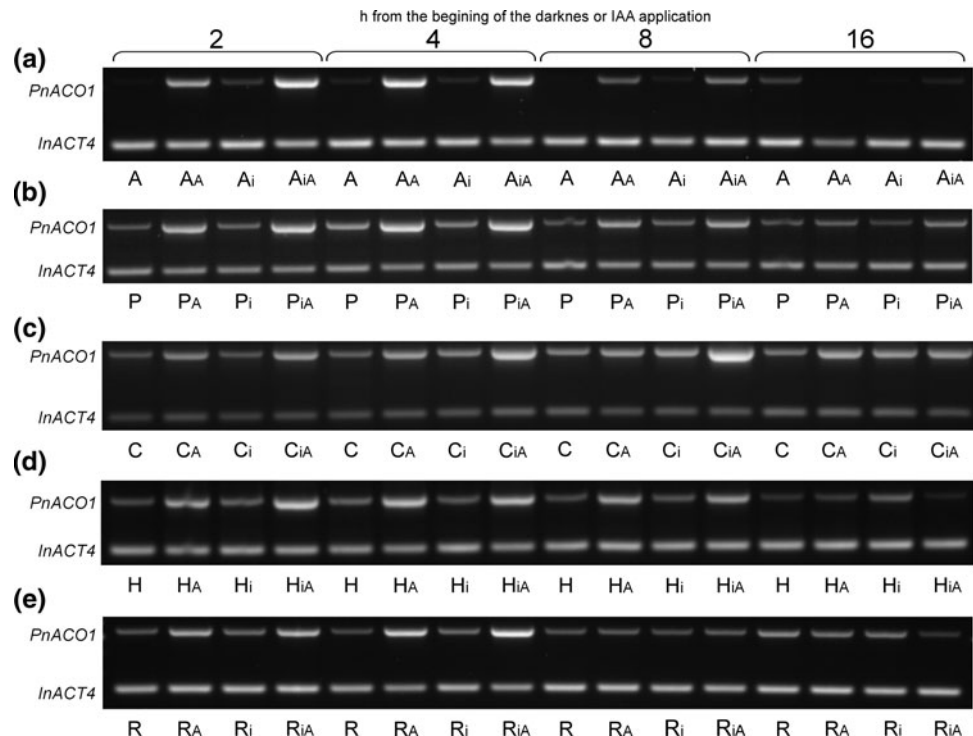 h from the begining of the darknes or IAA application
2 4 8 16
(a)
PnACO1
InACT4
A AA Ai AiA A AA Ai AiA A AA Ai AiA A AA Ai AiA
(b)
PnACO1
InACT4
P PA Pi PiA P PA Pi PiA P PA Pi PiA P PA Pi PiA
(c)
PnACO1
InACT4
C CA Ci CiA C CA Ci CiA C CA Ci CiA C CA Ci CiA
(d)
PnACO1
InACT4
H HA Hi HiA H HA Hi HiA H HA Hi HiA H HA Hi HiA
(e)
PnACO1
InACT4
R RA Ri RiA R RA Ri RiA R RA Ri RiA R RA Ri RiA